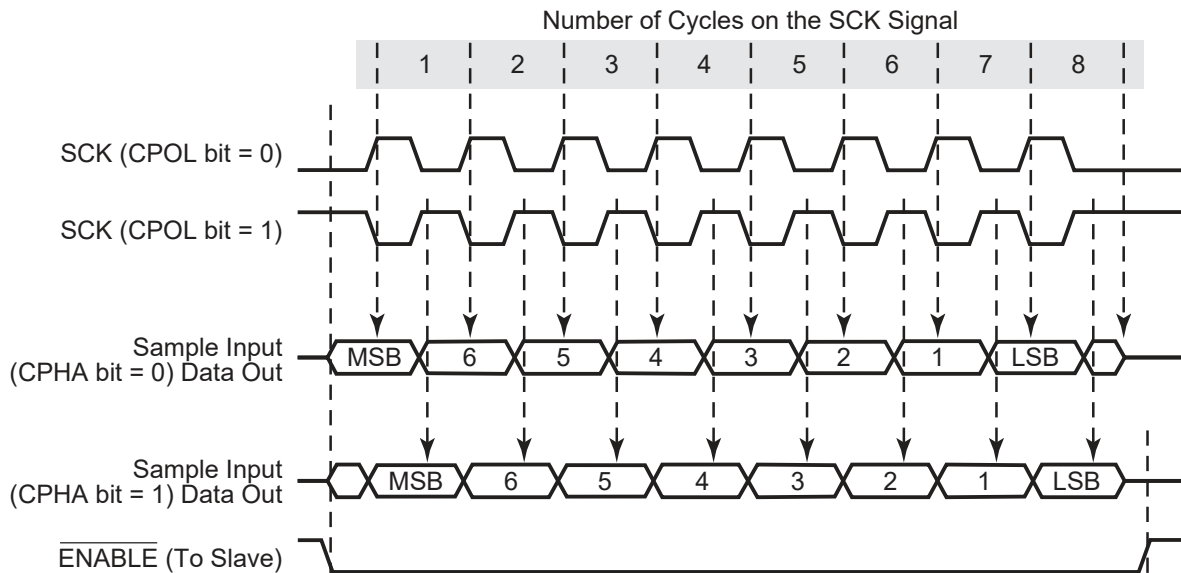 Number of Cycles on the SCK Signal
1 2 3 4 5 6 7 8
SCK (CPOL bit = 0)
SCK (CPOL bit = 1)
Sample Input
(CPHA bit = 0) Data Out
MSB 6 5 4 3 2 1 LSB
Sample Input
(CPHA bit = 1) Data Out
MSB 6 5 4 3 2 1 LSB
ENABLE (To Slave)